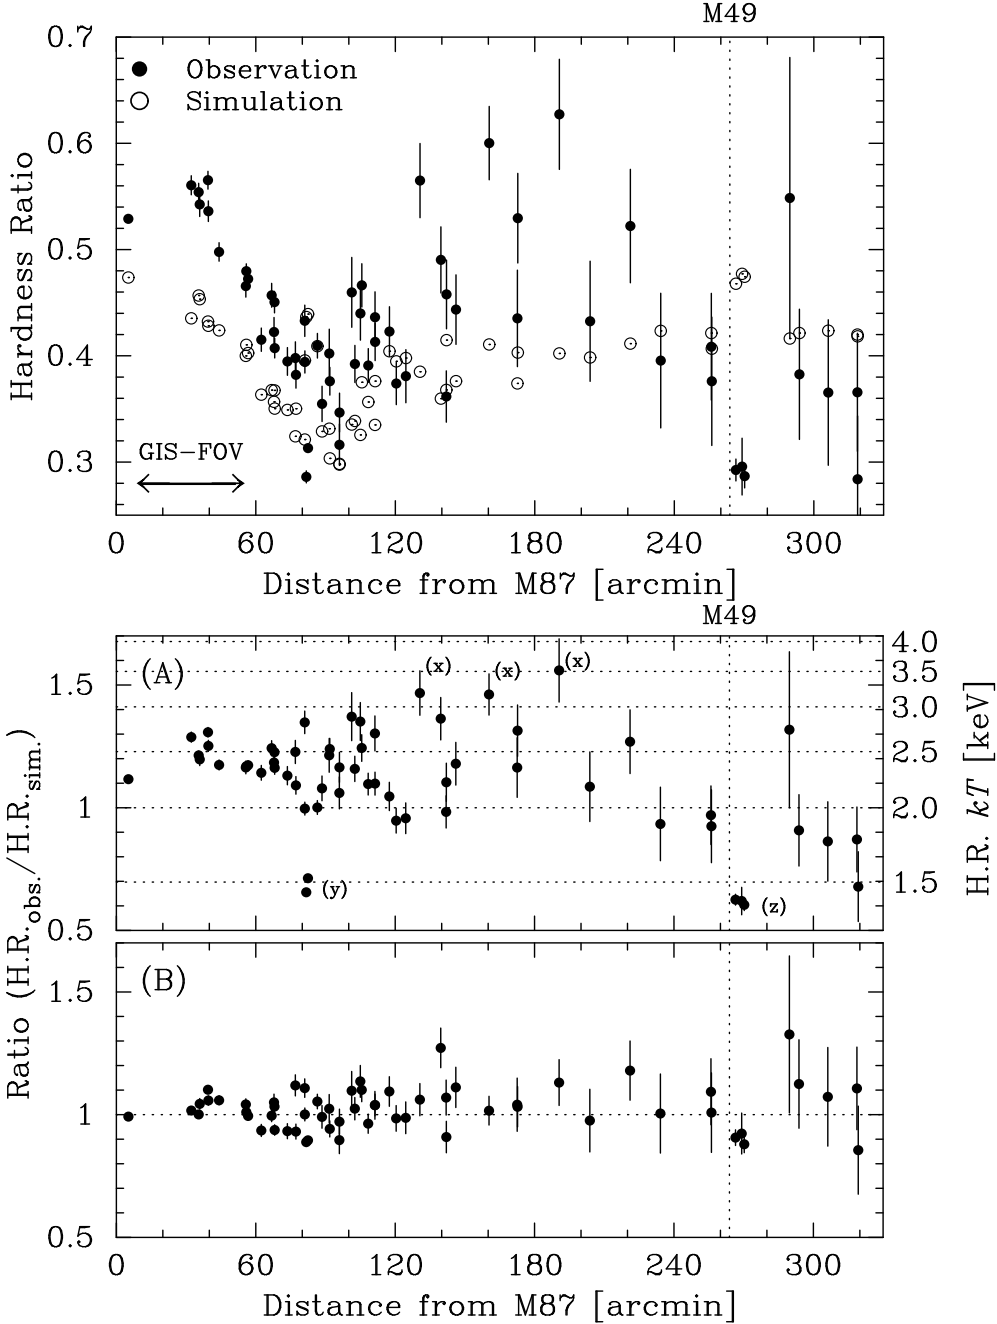 M49
0.7
Observation
Simulation
0.6
0.5
0.4
0.3
Hardness Ratio
GIS-FOV
0 60 120 180 240 300
Distance from M87 [arcmin]
M49
(A)
(x) (x) (x)
(y)
(z)
1.5
1
0.5
4.0
3.5
3.0
2.5
2.0
1.5
H.R. kT [keV]
Ratio (H.R.obs./H.R.sim.)
(B)
1.5
1
0.5
0 60 120 180 240 300
Distance from M87 [arcmin]